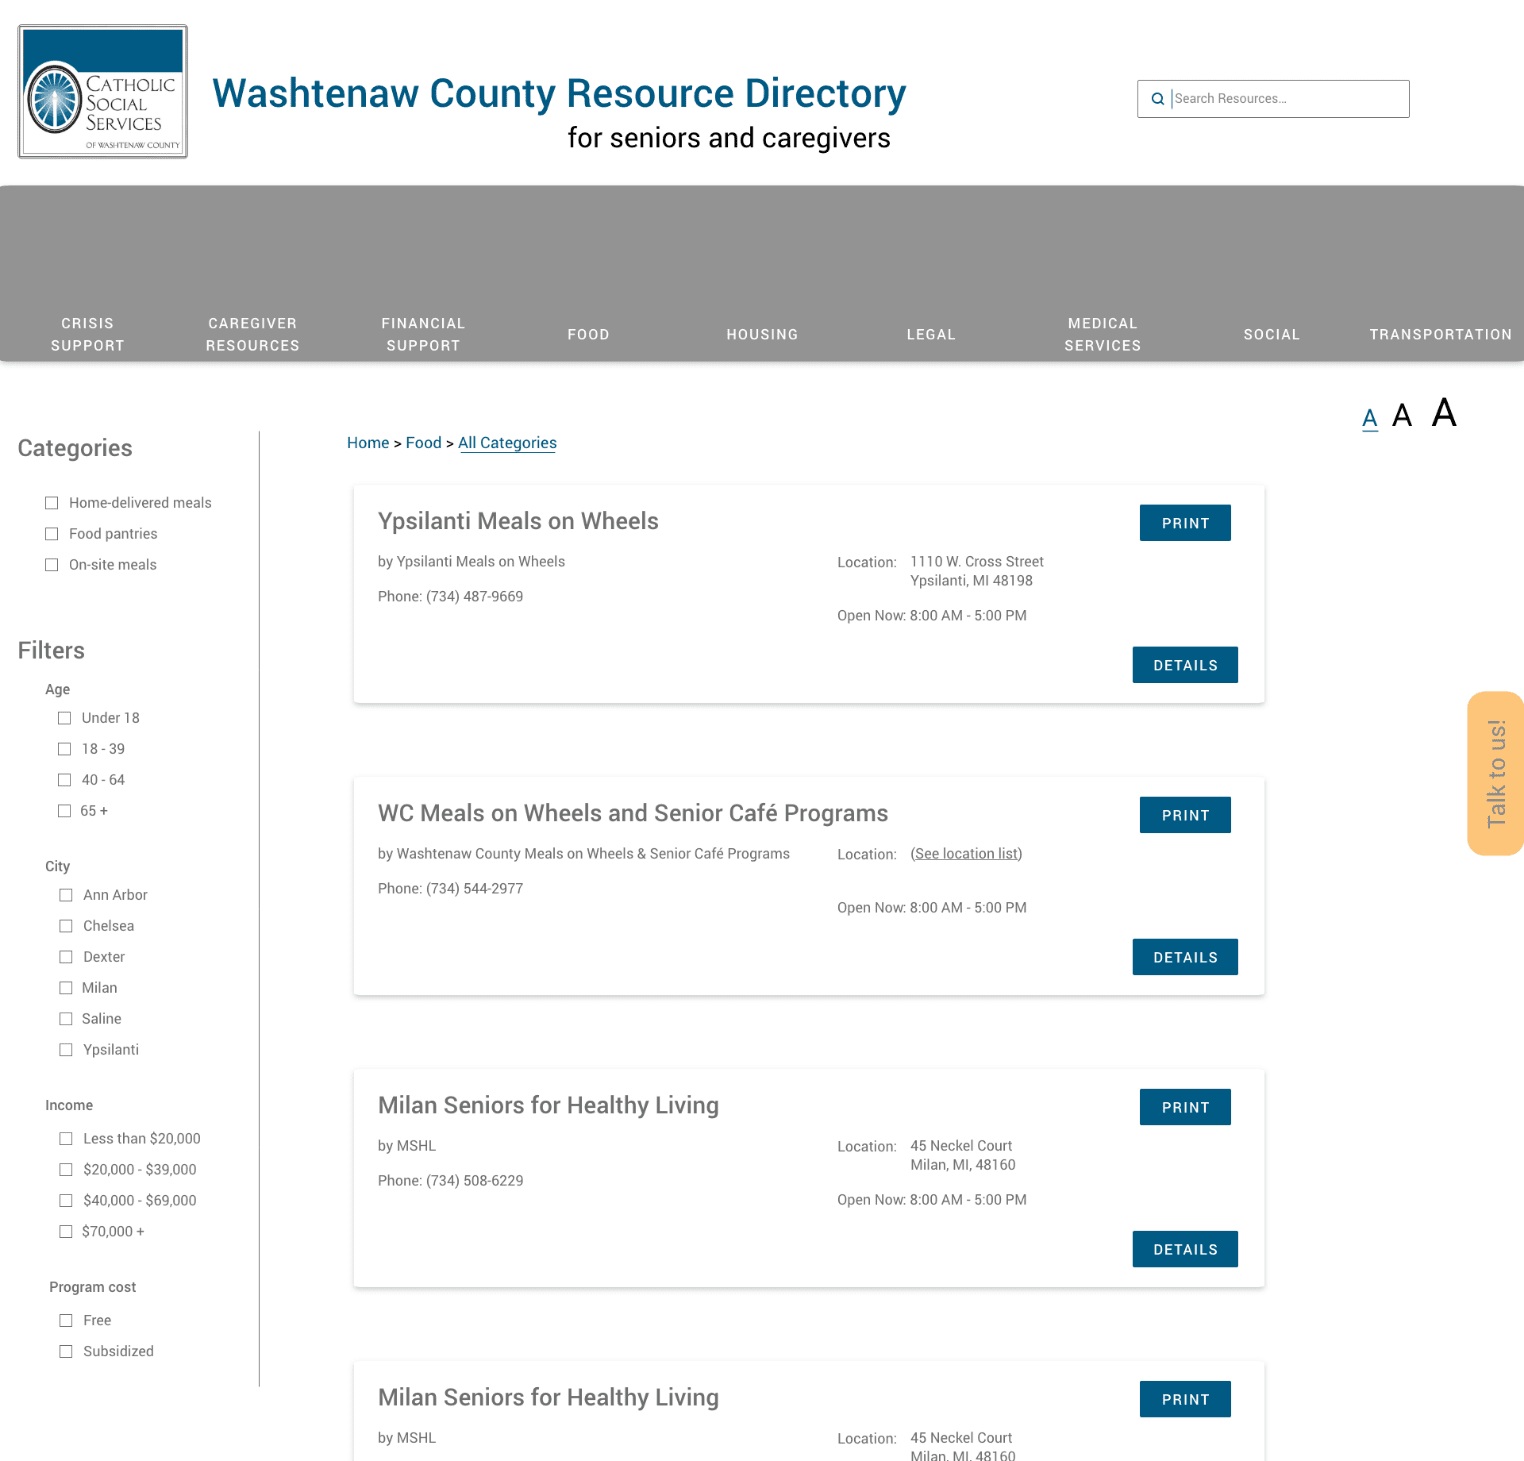 CATHOLIC
SOCIAL
SERVICES
OF WASHTENAW COUNTY
Washtenaw County Resource Directory
for seniors and caregivers
Search Resources...
CRISIS
SUPPORT
CAREGIVER
RESOURCES
FINANCIAL
SUPPORT
FOOD
HOUSING
LEGAL
MEDICAL
SERVICES
SOCIAL
TRANSPORTATION
A A A
Categories
Home-delivered meals
Food pantries
On-site meals
Filters
Age
Under 18
18 - 39
40 - 64
65 +
City
Ann Arbor
Chelsea
Dexter
Milan
Saline
Ypsilanti
Income
Less than $20,000
$20,000 - $39,000
$40,000 - $69,000
$70,000 +
Program cost
Free
Subsidized
Home > Food > All Categories
Ypsilanti Meals on Wheels
PRINT
by Ypsilanti Meals on Wheels
Phone: (734) 487-9669
Location: 1110 W. Cross Street
Ypsilanti, MI 48198
Open Now: 8:00 AM - 5:00 PM
DETAILS
WC Meals on Wheels and Senior Café Programs
PRINT
by Washtenaw County Meals on Wheels & Senior Café Programs
Phone: (734) 544-2977
Location: (See location list)
Open Now: 8:00 AM - 5:00 PM
DETAILS
Milan Seniors for Healthy Living
PRINT
by MSHL
Phone: (734) 508-6229
Location: 45 Neckel Court
Milan, MI, 48160
Open Now: 8:00 AM - 5:00 PM
DETAILS
Milan Seniors for Healthy Living
PRINT
by MSHL
Location: 45 Neckel Court
Milan, MI, 48160
Talk to us!